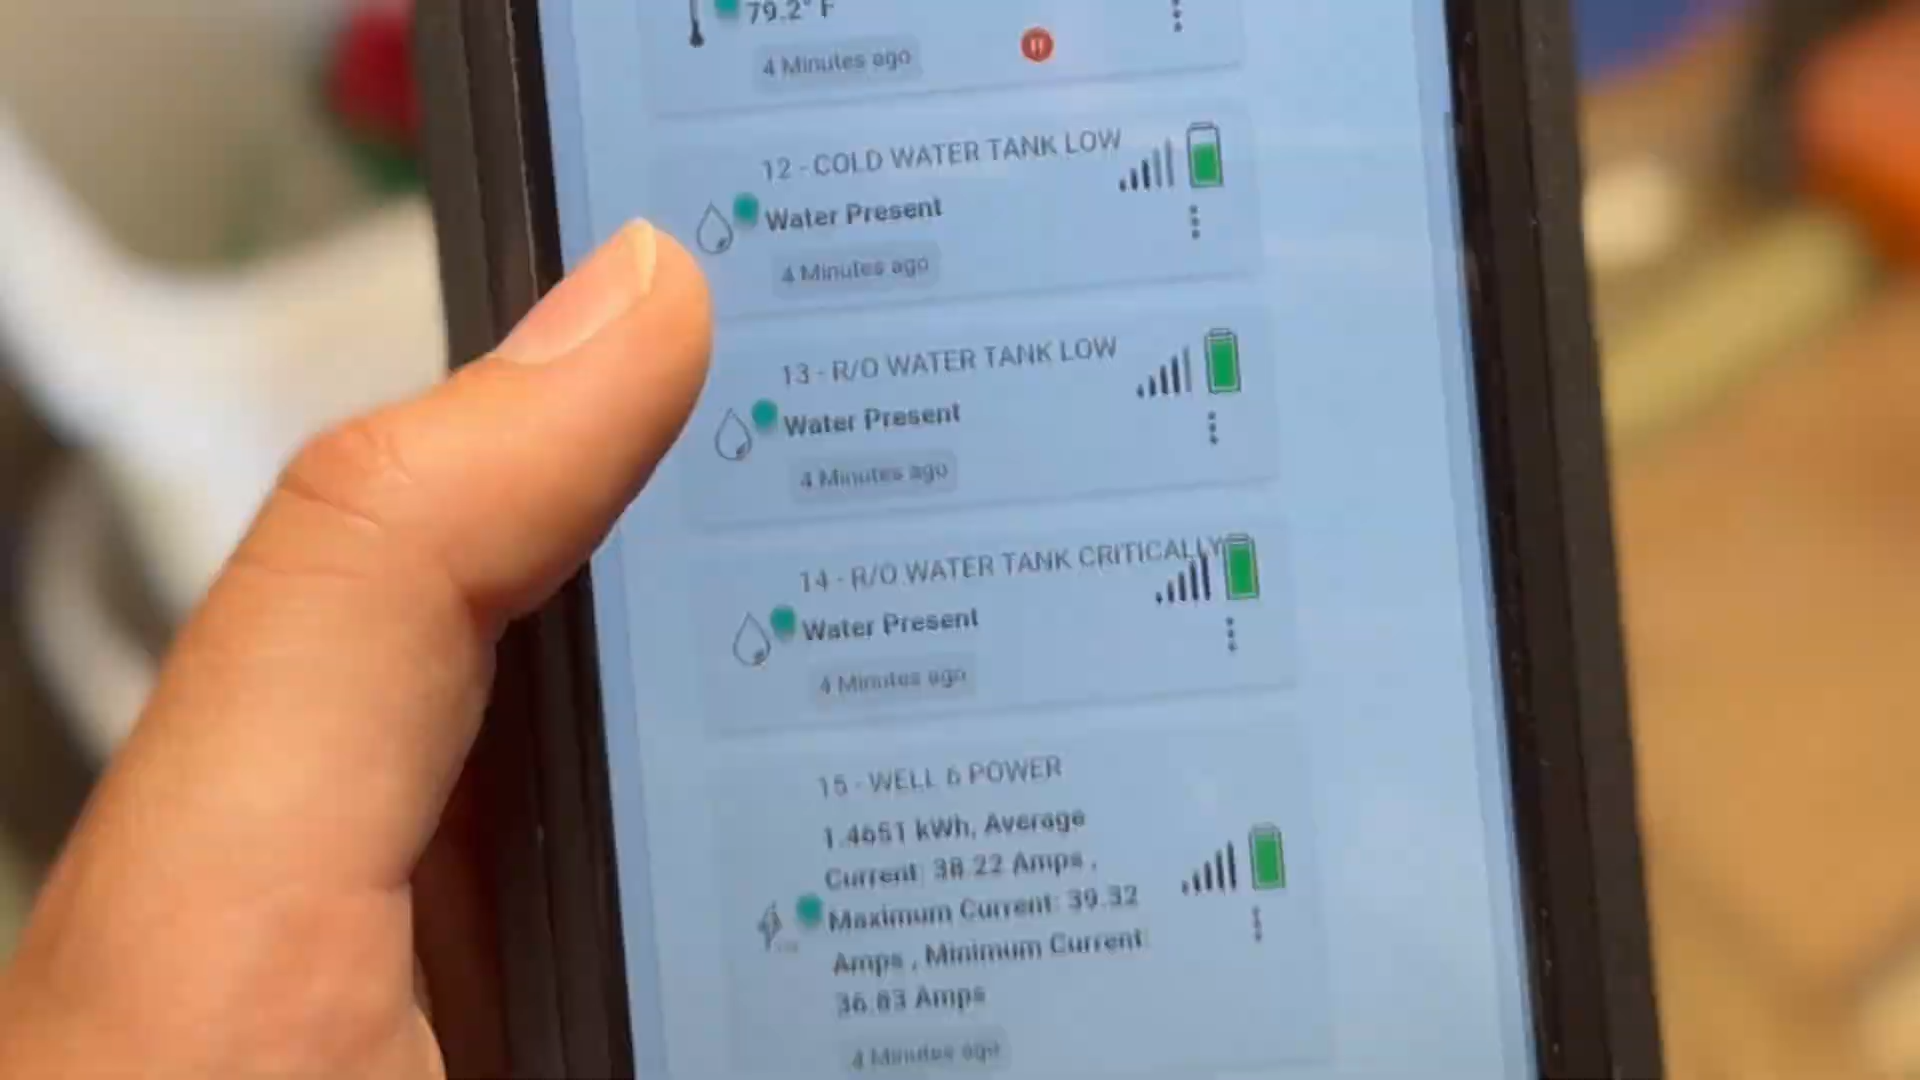 79.2° F
4 Minutes ago
12 - COLD WATER TANK LOW
Water Present
4 Minutes ago
13 - R/O WATER TANK LOW
Water Present
4 Minutes ago
14 - R/O WATER TANK CRITICALLY
Water Present
4 Minutes ago
15 - WELL 6 POWER
1.4651 kWh, Average
Current: 38.22 Amps ,
Maximum Current: 39.32
Amps , Minimum Current:
36.83 Amps
4 Minutes ago